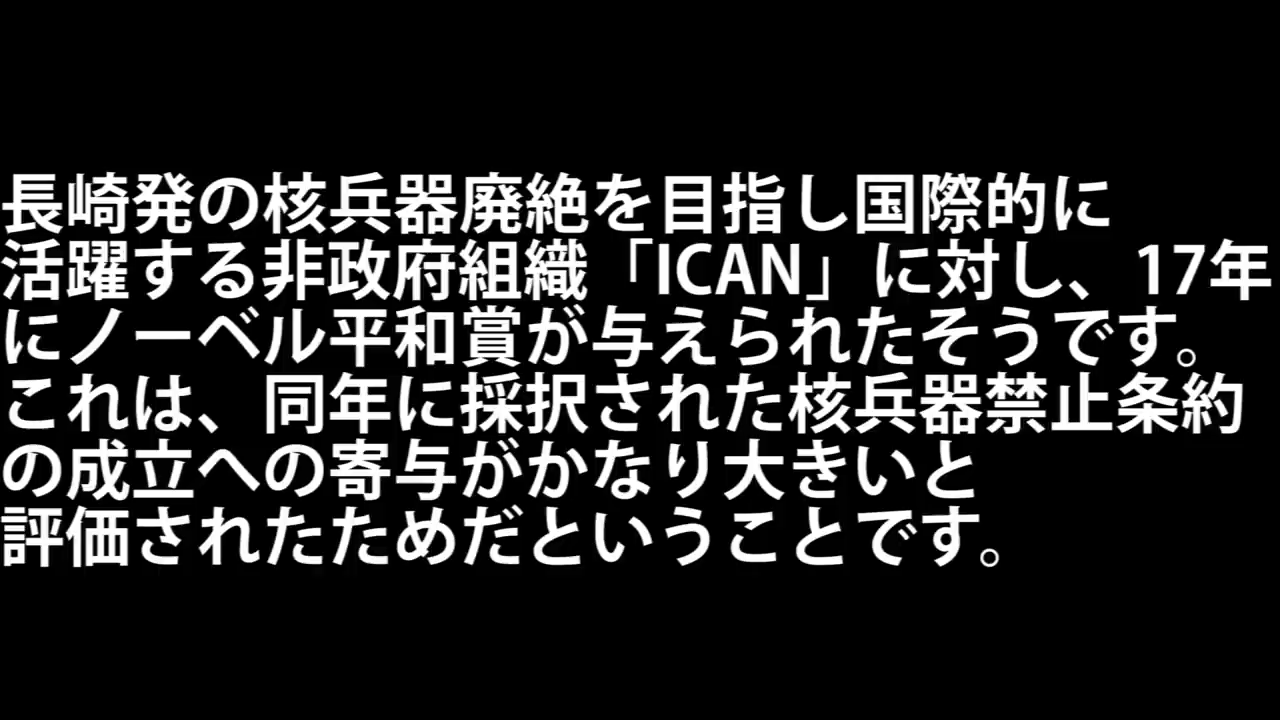 長崎発の核兵器廃絶を目指し国際的に
活躍する非政府組織「ICAN」に対し、17年
にノーベル平和賞が与えられたそうです。
これは、同年に採択された核兵器禁止条約
の成立への寄与がかなり大きいと
評価されたためだということです。